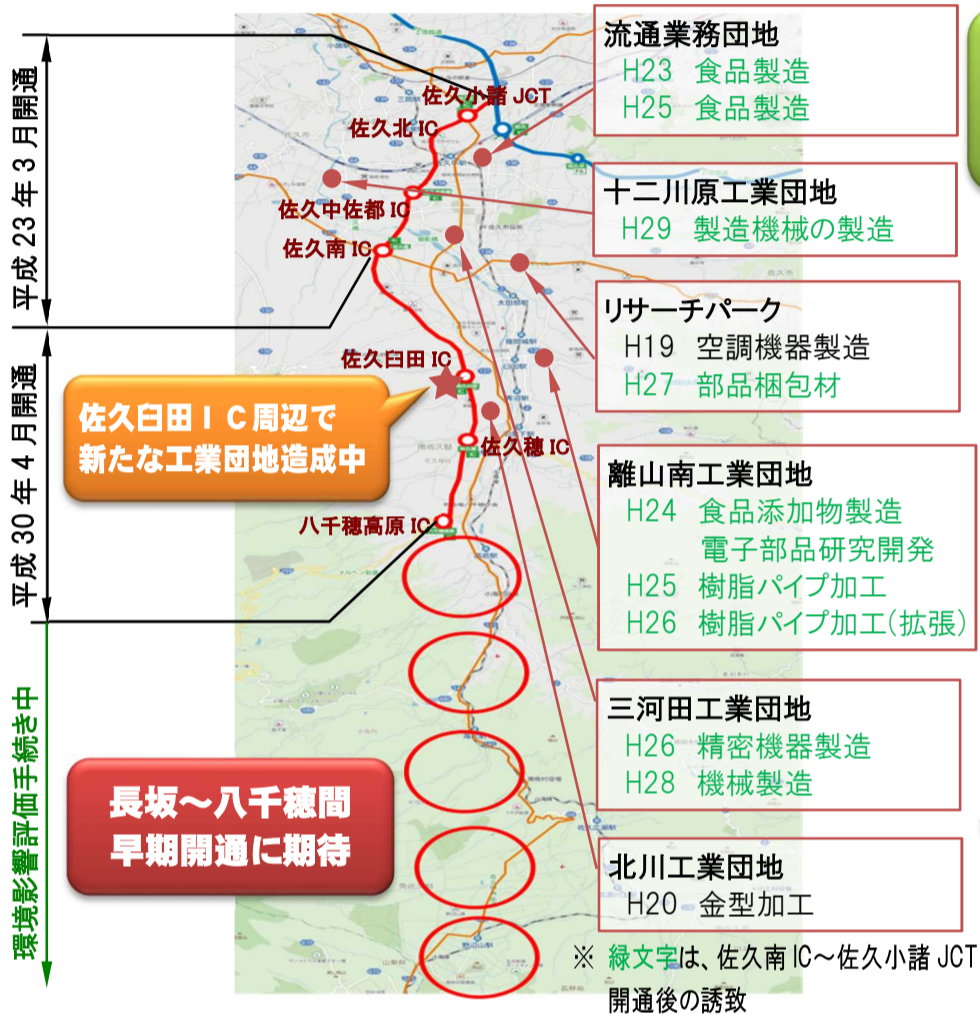 平成23年3月開通
平成30年4月開通
環境影響評価手続き中
佐久小諸 JCT
佐久北 IC
佐久中佐都 IC
佐久南 IC
佐久臼田 IC
佐久穂 IC
八千穂高原 IC
佐久臼田IC周辺で
新たな工業団地造成中
長坂～八千穂間
早期開通に期待
流通業務団地
H23 食品製造
H25 食品製造
十二川原工業団地
H29 製造機械の製造
リサーチパーク
H19 空調機器製造
H27 部品梱包材
離山南工業団地
H24 食品添加物製造
電子部品研究開発
H25 樹脂パイプ加工
H26 樹脂パイプ加工(拡張)
三河田工業団地
H26 精密機器製造
H28 機械製造
北川工業団地
H20 金型加工
※ 緑文字は、佐久南 IC～佐久小諸 JCT
開通後の誘致